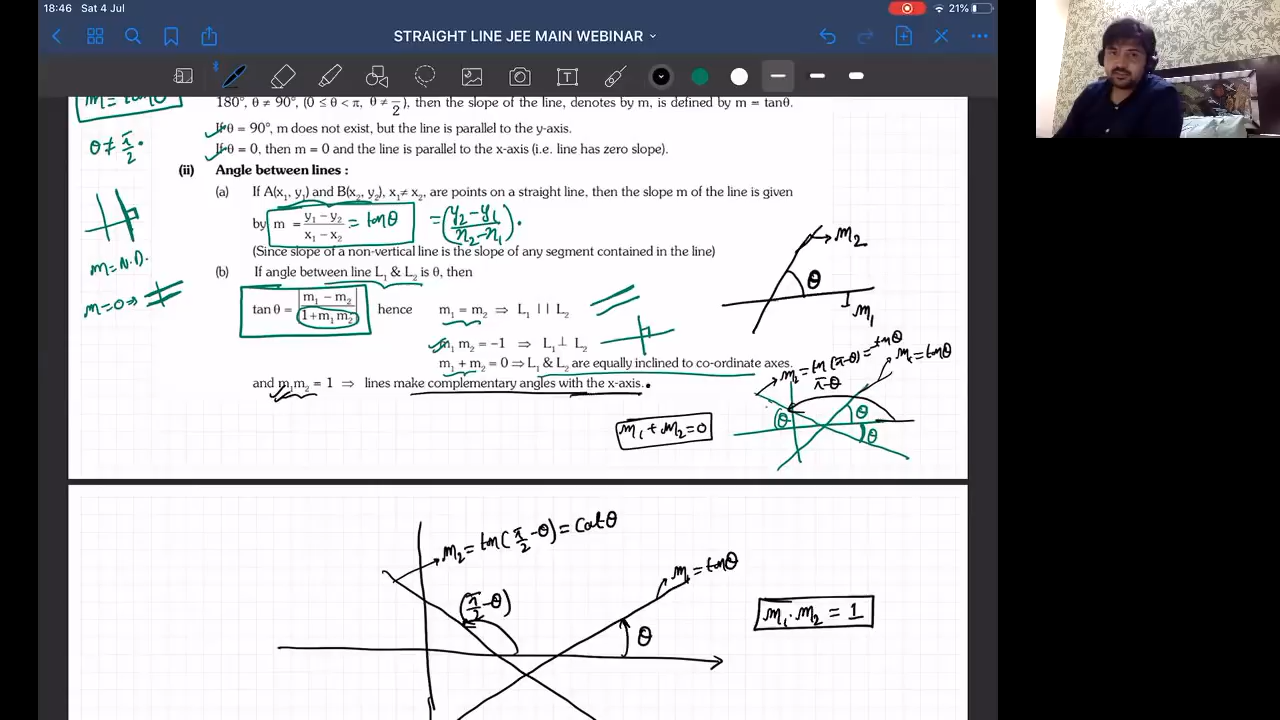 18:46 Sat 4 Jul
21%
STRAIGHT LINE JEE MAIN WEBINAR
m = tanθ
180°, θ ≠ 90°, (0 ≤ θ < π, θ ≠ π/2), then the slope of the line, denotes by m, is defined by m = tanθ.
θ ≠ π/2.
If θ = 90°, m does not exist, but the line is parallel to the y-axis.
If θ = 0, then m = 0 and the line is parallel to the x-axis (i.e. line has zero slope).
(ii) Angle between lines :
(a) If A(x₁, y₁) and B(x₂, y₂), x₁ ≠ x₂, are points on a straight line, then the slope m of the line is given
by m = (y₁ – y₂)/(x₁ – x₂) = tanθ = (y₂ – y₁)/(x₂ – x₁).
(Since slope of a non-vertical line is the slope of any segment contained in the line)
m = N.D.
m = 0 ⇒
(b) If angle between line L₁ & L₂ is θ, then
tan θ = |(m₁ – m₂)/(1 + m₁ m₂)| hence m₁ = m₂ ⇒ L₁ || L₂
m₁ m₂ = –1 ⇒ L₁ ⊥ L₂
m₁ + m₂ = 0 ⇒ L₁ & L₂ are equally inclined to co-ordinate axes.
and m₁m₂ = 1 ⇒ lines make complementary angles with the x-axis.
m₂
θ
m₁
m₂ = tan(π-θ) = -tanθ
m₁ = tanθ
π-θ
θ
θ
θ
m₁ + m₂ = 0
m₂ = tan(π/2 - θ) = Cotθ
m₁ = tanθ
(π/2 - θ)
θ
m₁ · m₂ = 1